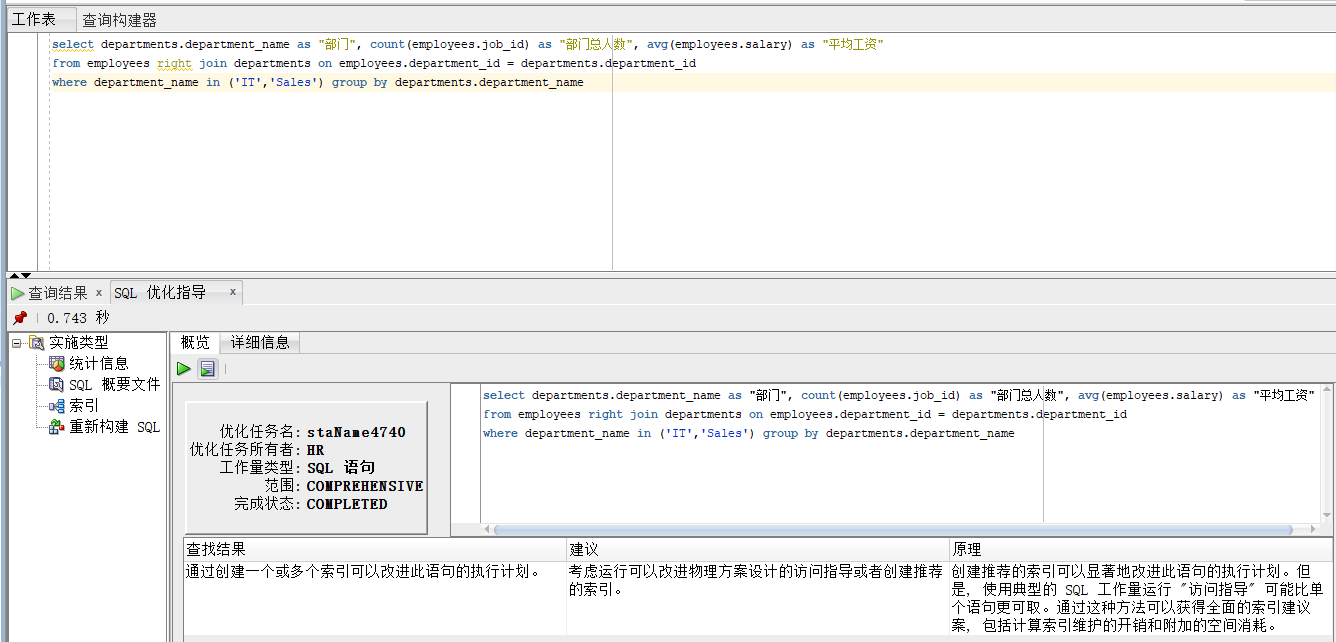 工作表 查询构建器
select departments.department_name as "部门", count(employees.job_id) as "部门总人数", avg(employees.salary) as "平均工资"
from employees right join departments on employees.department_id = departments.department_id
where department_name in ('IT','Sales') group by departments.department_name
查询结果 x SQL 优化指导 x
0.743 秒
实施类型
统计信息
SQL 概要文件
索引
重新构建 SQL
概览 详细信息
优化任务名: staName4740
优化任务所有者: HR
工作量类型: SQL 语句
范围: COMPREHENSIVE
完成状态: COMPLETED
select departments.department_name as "部门", count(employees.job_id) as "部门总人数", avg(employees.salary) as "平均工资"
from employees right join departments on employees.department_id = departments.department_id
where department_name in ('IT','Sales') group by departments.department_name
查找结果
通过创建一个或多个索引可以改进此语句的执行计划。
建议
考虑运行可以改进物理方案设计的访问指导或者创建推荐
的索引。
原理
创建推荐的索引可以显著地改进此语句的执行计划。但
是, 使用典型的 SQL 工作量运行 "访问指导" 可能比单
个语句更可取。通过这种方法可以获得全面的索引建议
案, 包括计算索引维护的开销和附加的空间消耗。